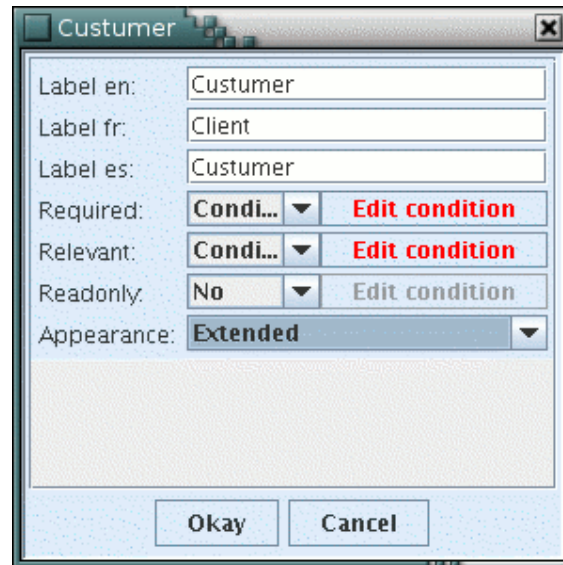 Custumer
Label en: Custumer
Label fr: Client
Label es: Custumer
Required: Condi... Edit condition
Relevant: Condi... Edit condition
Readonly: No Edit condition
Appearance: Extended
Okay Cancel